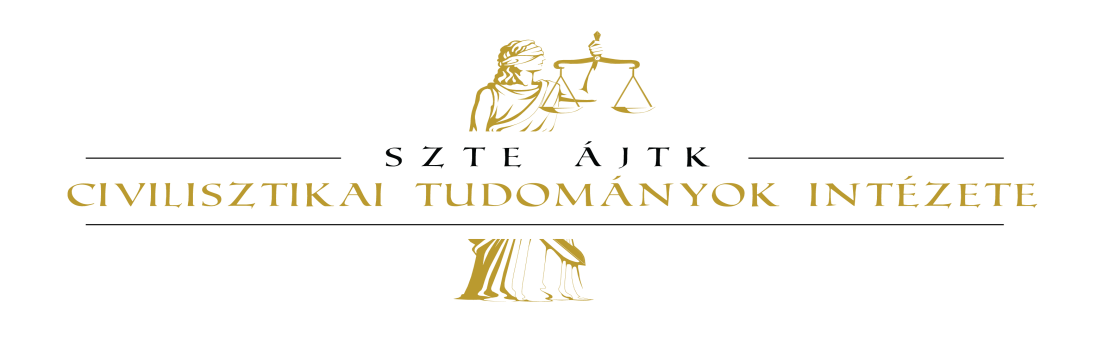 SZTE ÁJTK
CIVILISZTIKAI TUDOMÁNYOK INTÉZETE